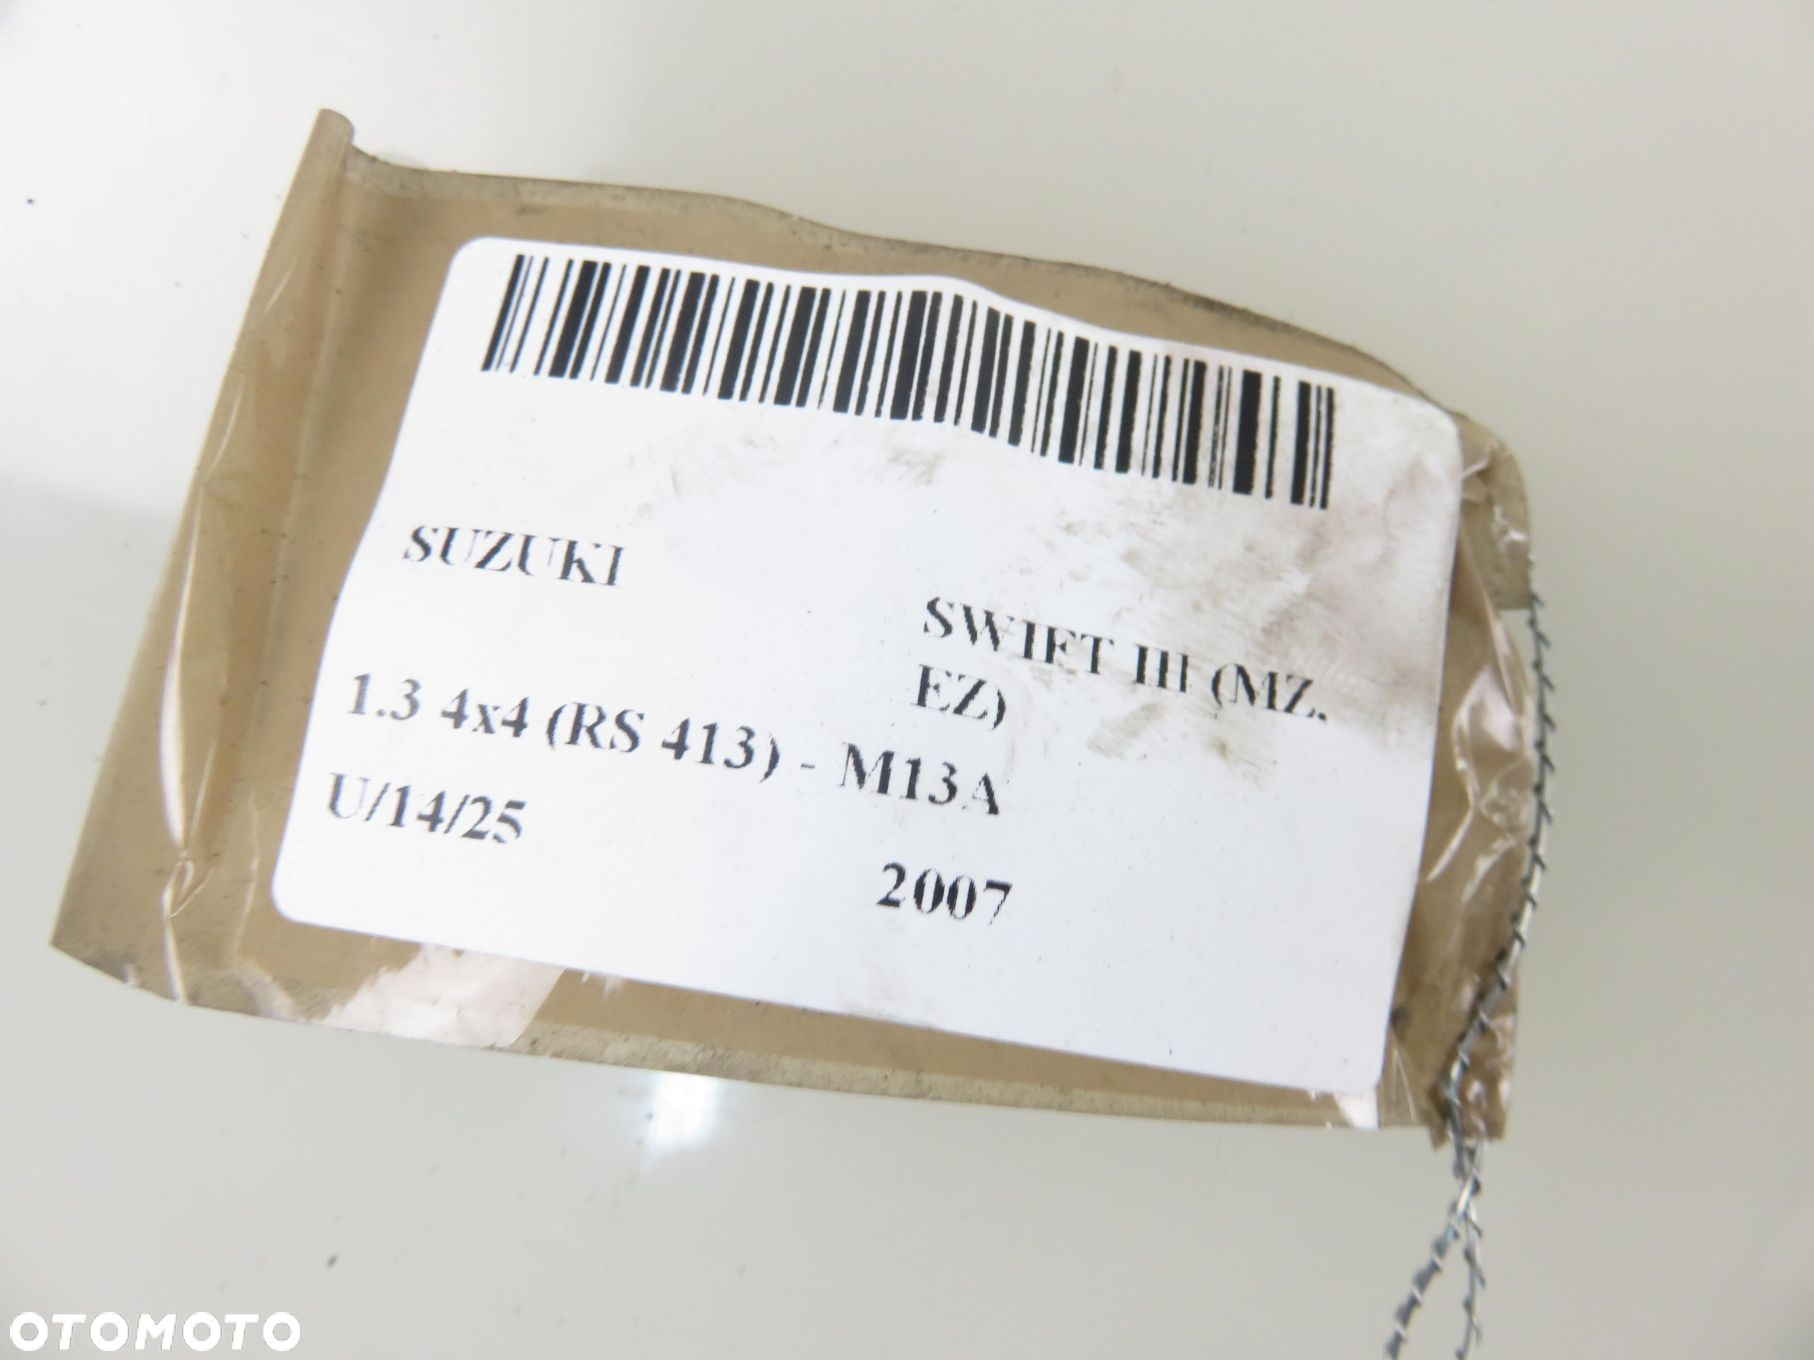 SUZUKI
SWIFT III (MZ,
EZ)
1.3 4x4 (RS 413) - M13A
U/14/25
2007
OTOMOTO